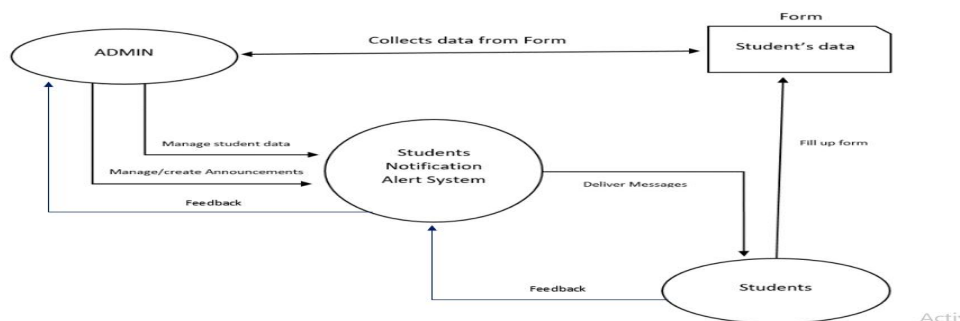 Form
ADMIN
Collects data from Form
Student's data
Manage student data
Students
Notification
Alert System
Fill up form
Manage/create Announcements
Deliver Messages
Feedback
Feedback
Students